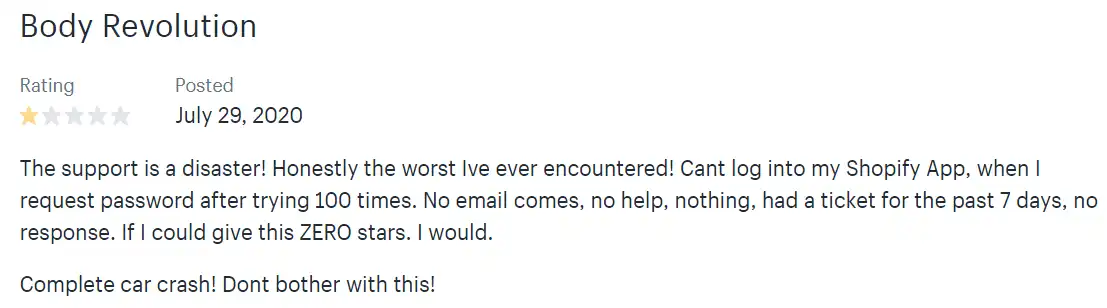 Body Revolution
Rating Posted
July 29, 2020
The support is a disaster! Honestly the worst Ive ever encountered! Cant log into my Shopify App, when I
request password after trying 100 times. No email comes, no help, nothing, had a ticket for the past 7 days, no
response. If I could give this ZERO stars. I would.
Complete car crash! Dont bother with this!